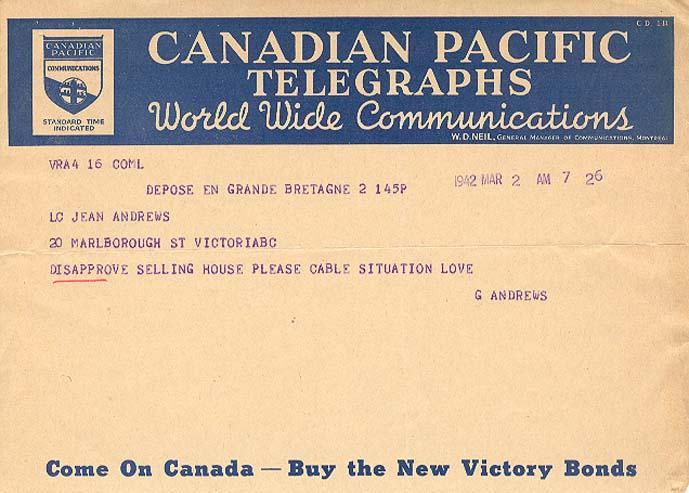 C.D. 1H
CANADIAN PACIFIC
TELEGRAPHS
World Wide Communications
W.D. NEIL, GENERAL MANAGER OF COMMUNICATIONS, MONTREAL
CANADIAN
PACIFIC
COMMUNICATIONS
STANDARD TIME
INDICATED
VRA4 16 COML
DEPOSE EN GRANDE BRETAGNE 2 145P
1942 MAR 2 AM 7 26
LC JEAN ANDREWS
20 MARLBOROUGH ST VICTORIABC
DISAPPROVE SELLING HOUSE PLEASE CABLE SITUATION LOVE
G ANDREWS
Come On Canada — Buy the New Victory Bonds